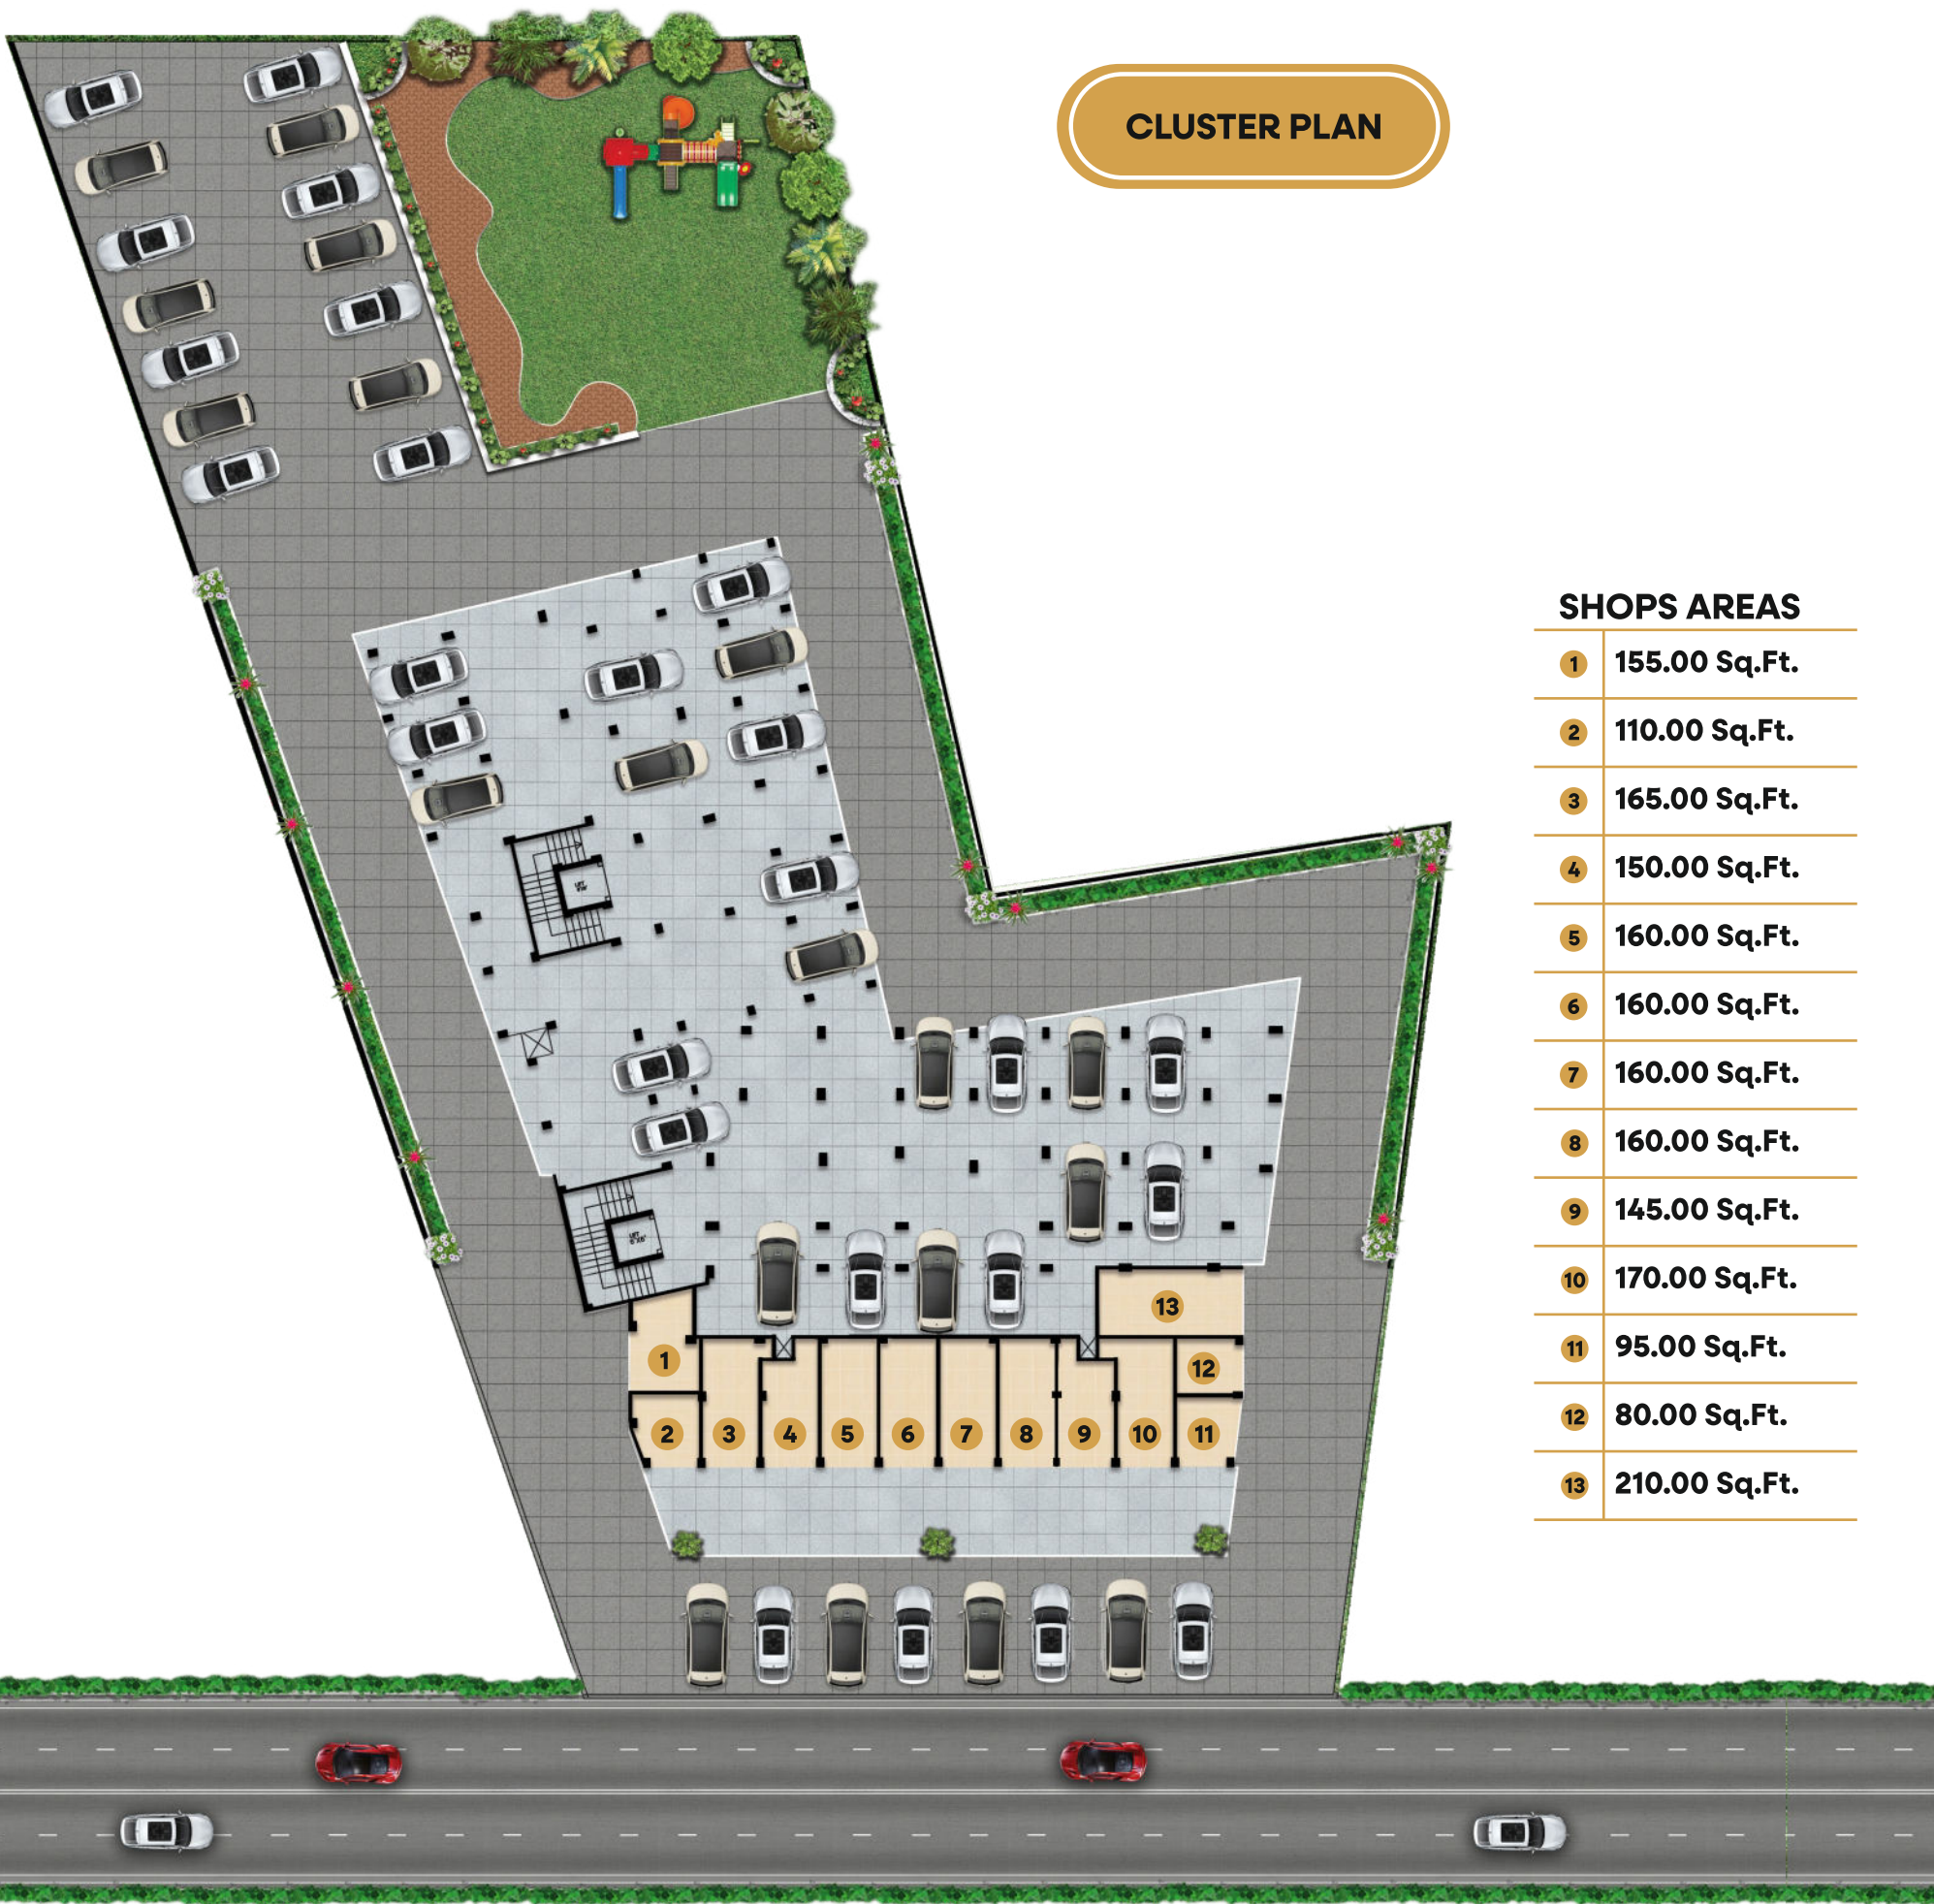 CLUSTER PLAN
SHOPS AREAS
1 155.00 Sq.Ft.
2 110.00 Sq.Ft.
3 165.00 Sq.Ft.
4 150.00 Sq.Ft.
5 160.00 Sq.Ft.
6 160.00 Sq.Ft.
7 160.00 Sq.Ft.
8 160.00 Sq.Ft.
9 145.00 Sq.Ft.
10 170.00 Sq.Ft.
11 95.00 Sq.Ft.
12 80.00 Sq.Ft.
13 210.00 Sq.Ft.
LIFT
LIFT
13
1
12
2 3 4 5 6 7 8 9 10 11